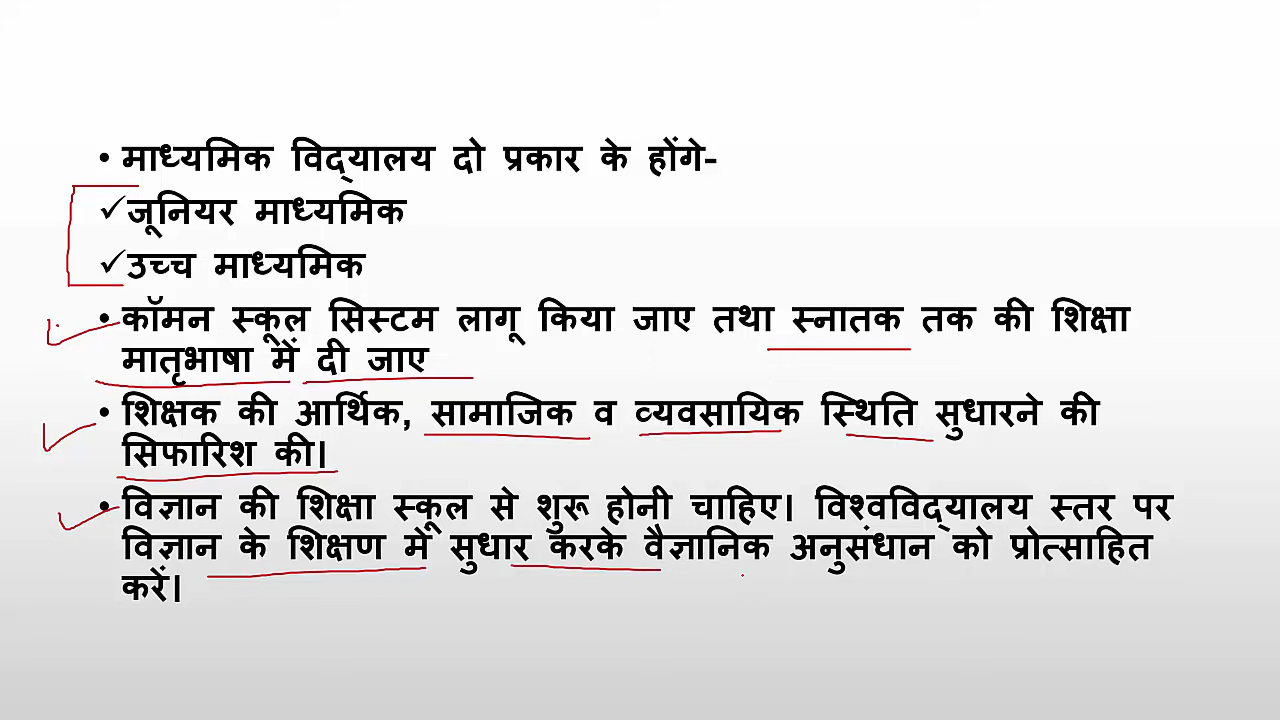 • माध्यमिक विद्यालय दो प्रकार के होंगे-
✓जूनियर माध्यमिक
✓उच्च माध्यमिक
• कॉमन स्कूल सिस्टम लागू किया जाए तथा स्नातक तक की शिक्षा
मातृभाषा में दी जाए
• शिक्षक की आर्थिक, सामाजिक व व्यवसायिक स्थिति सुधारने की
सिफारिश की।
• विज्ञान की शिक्षा स्कूल से शुरू होनी चाहिए। विश्वविद्यालय स्तर पर
विज्ञान के शिक्षण में सुधार करके वैज्ञानिक अनुसंधान को प्रोत्साहित
करें।